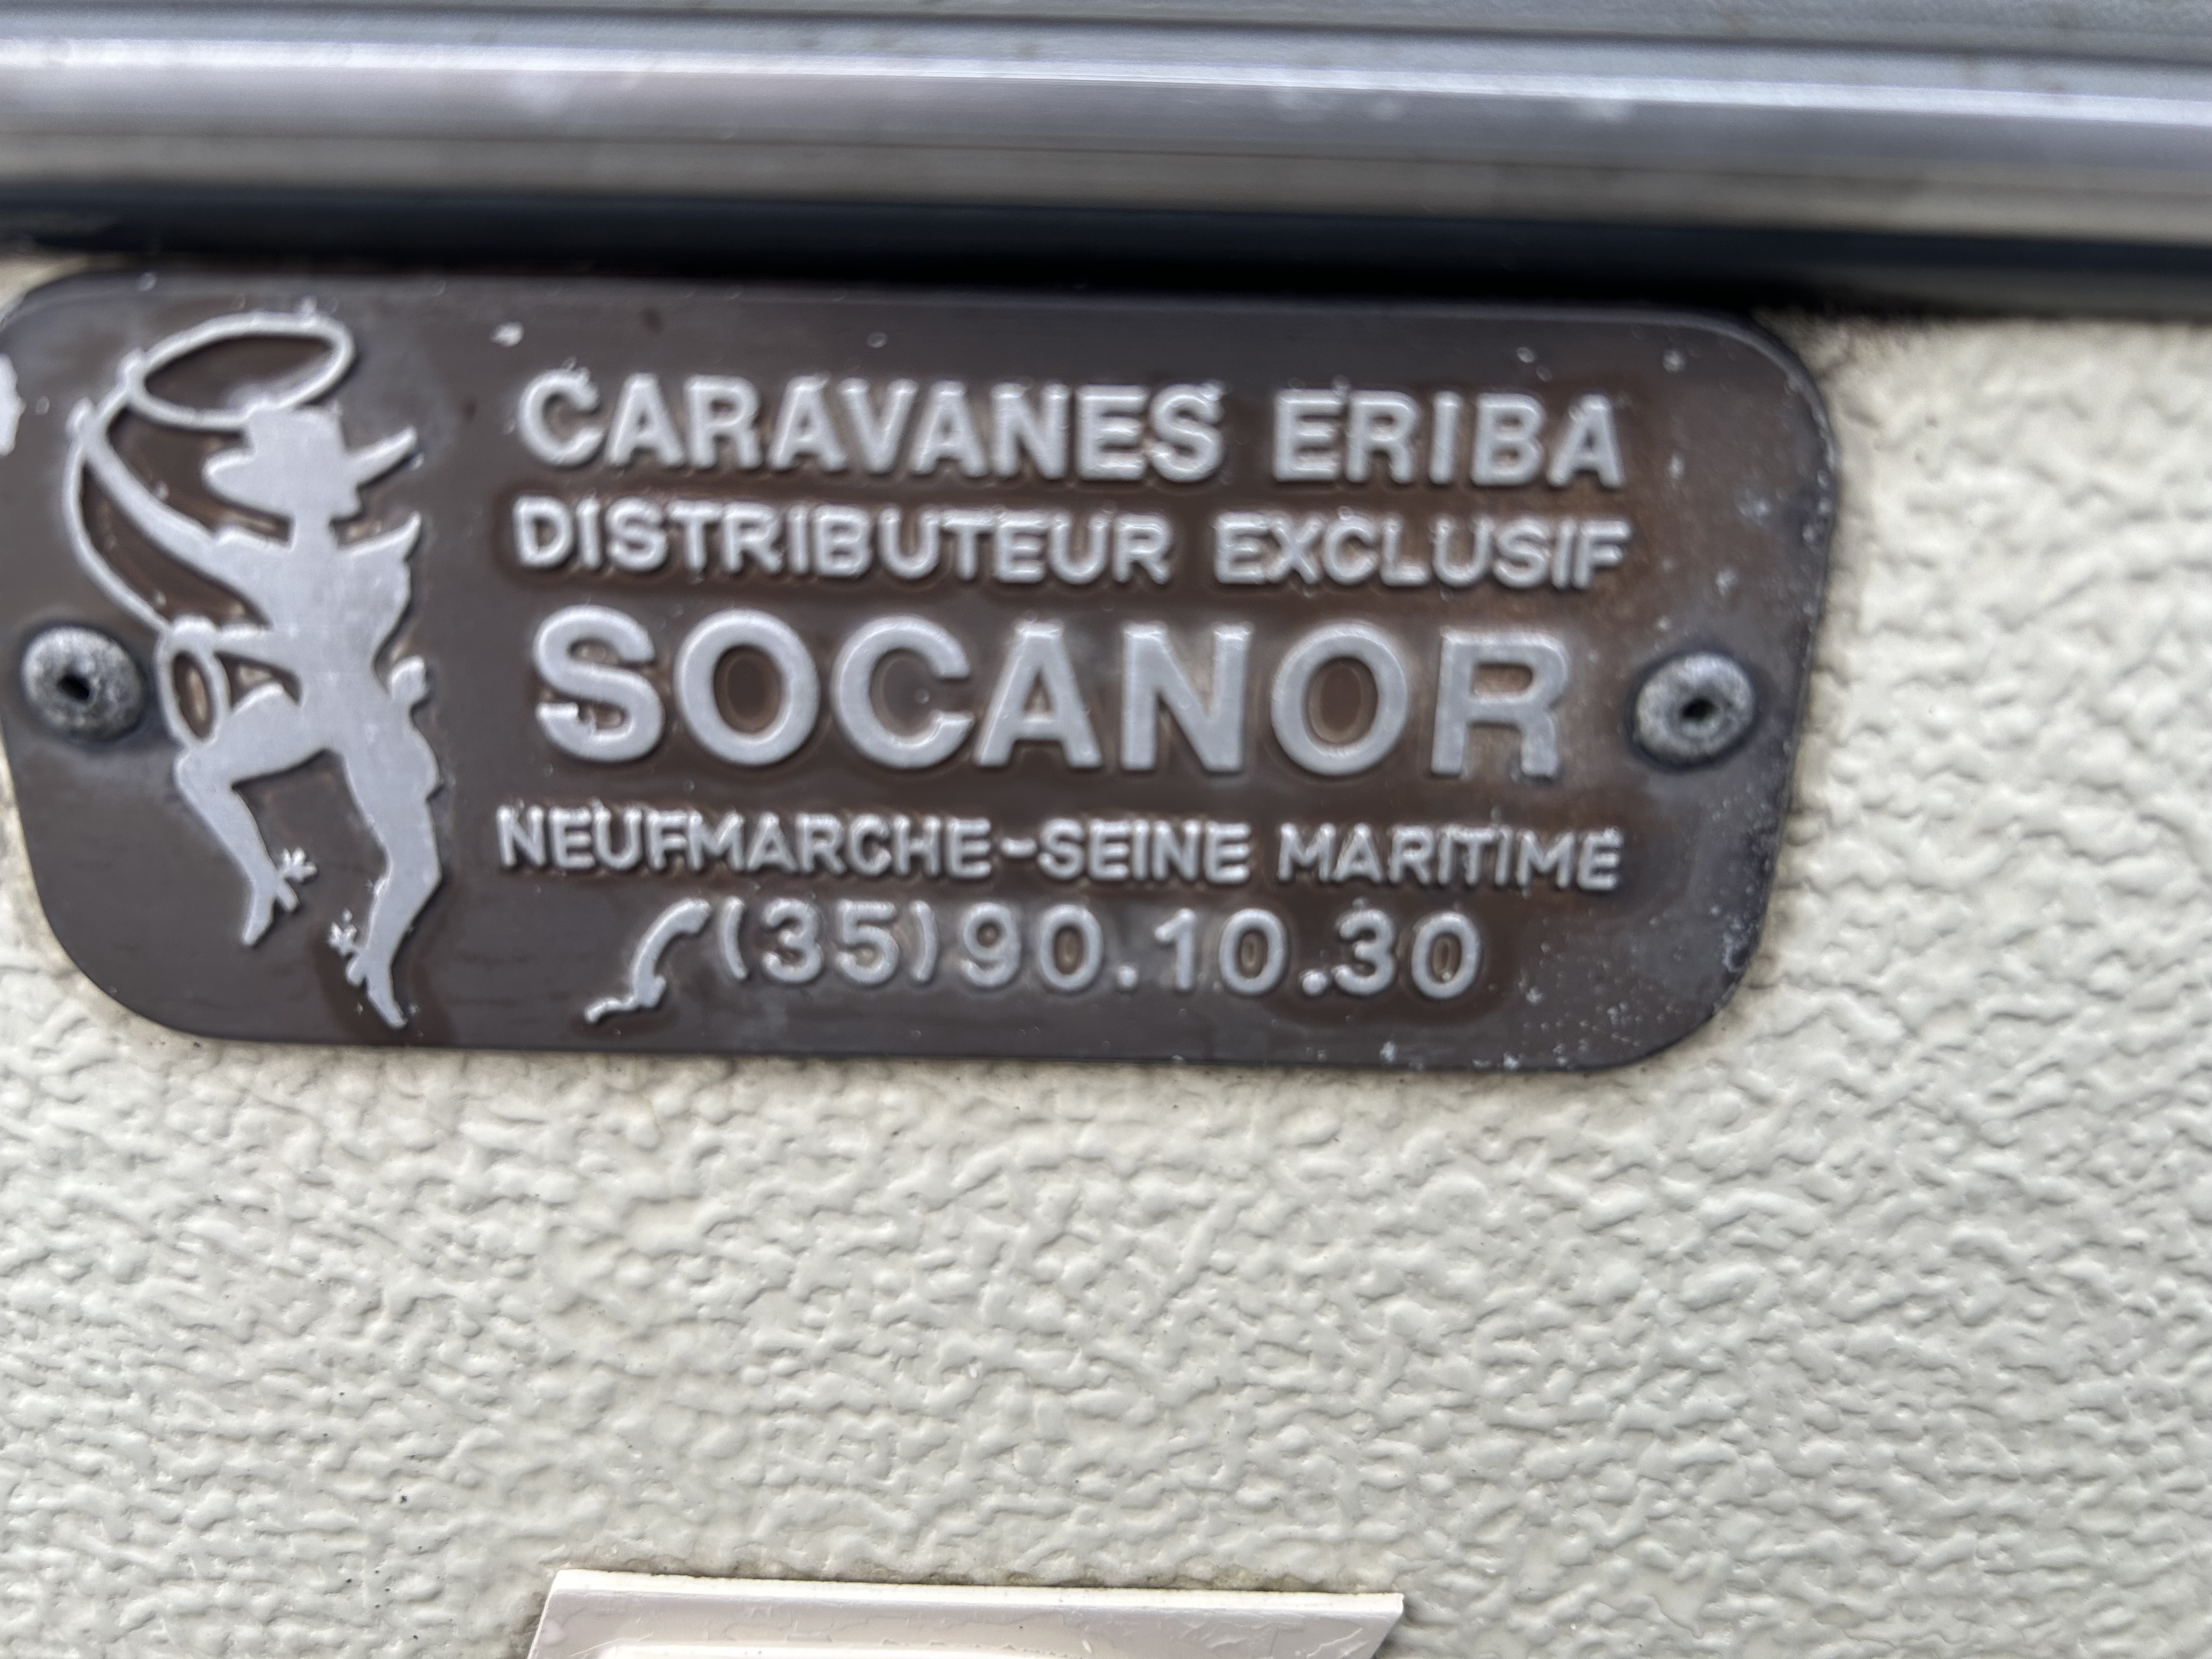 CARAVANES ERIBA
DISTRIBUTEUR EXCLUSIF
SOCANOR
NEUFMARCHE-SEINE MARITIME
(35)90.10.30